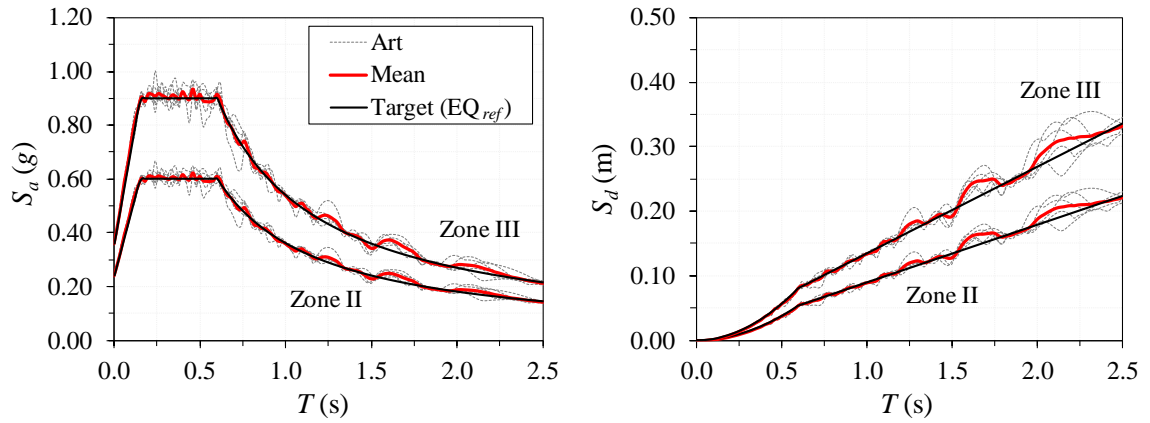 1.20
1.00
0.80
0.60
0.40
0.20
0.00
S_a (g)
0.0 0.5 1.0 1.5 2.0 2.5
T (s)
Art
Mean
Target (EQ_ref)
Zone III
Zone II
0.50
0.40
0.30
0.20
0.10
0.00
S_d (m)
0.0 0.5 1.0 1.5 2.0 2.5
T (s)
Zone III
Zone II